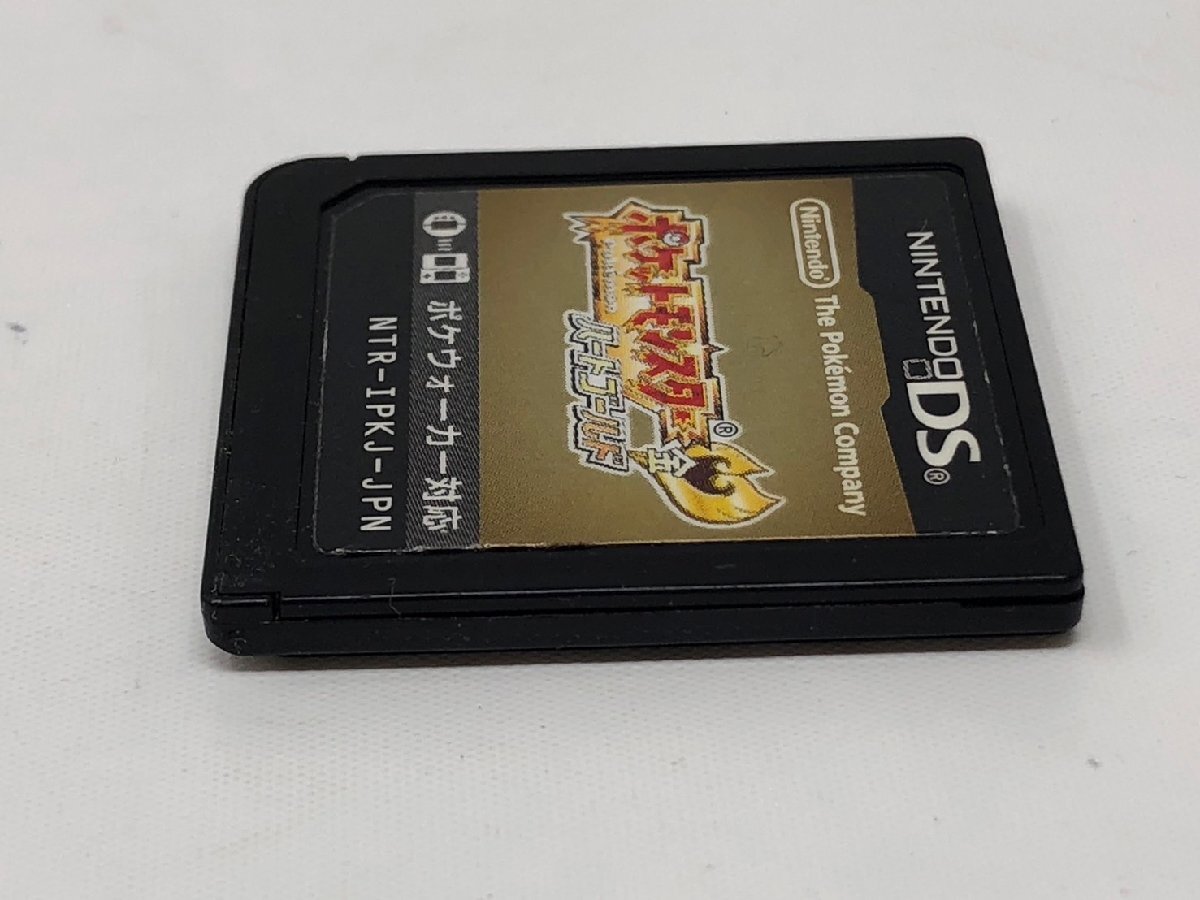 NINTENDO DS®
Nintendo® The Pokémon Company
ポケットモンスター®
金
ハートゴールド
ポケウォーカー対応
NTR-IPKJ-JPN